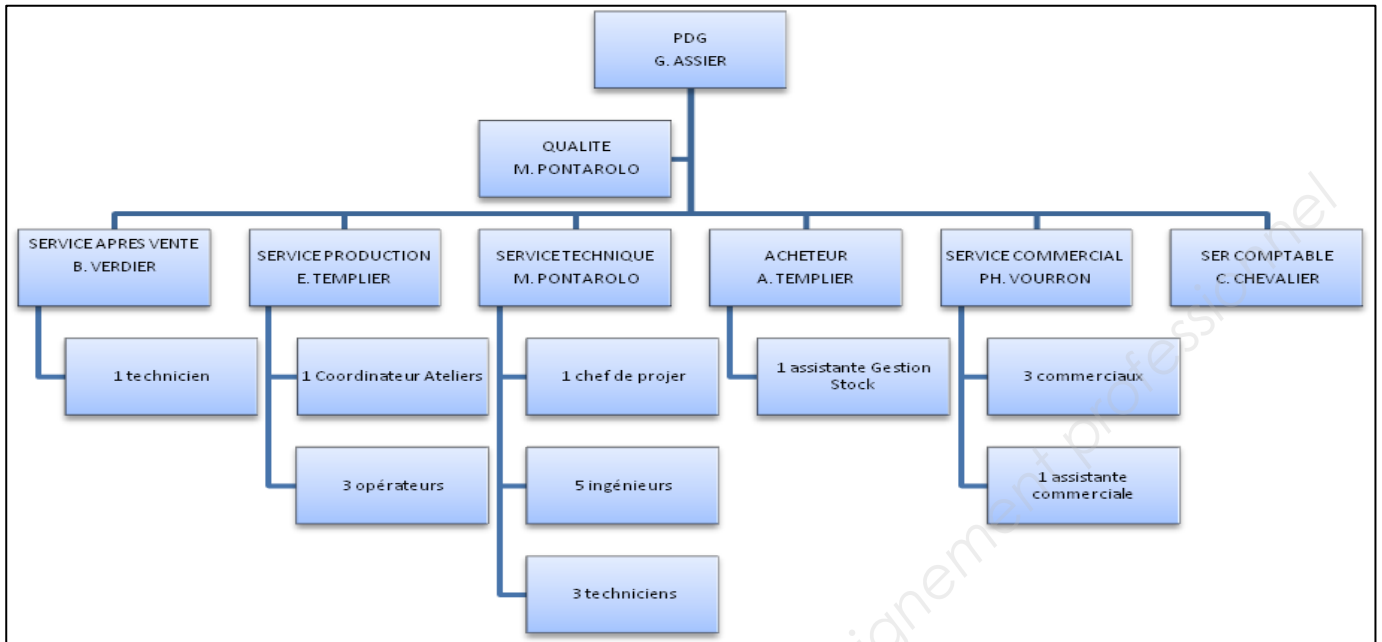 PDG
G. ASSIER
QUALITE
M. PONTAROLO
SERVICE APRES VENTE
B. VERDIER
SERVICE PRODUCTION
E. TEMPLIER
SERVICE TECHNIQUE
M. PONTAROLO
ACHETEUR
A. TEMPLIER
SERVICE COMMERCIAL
PH. VOURRON
SER COMPTABLE
C. CHEVALIER
1 technicien
1 Coordinateur Ateliers
1 chef de projer
1 assistante Gestion
Stock
3 commerciaux
3 opérateurs
5 ingénieurs
1 assistante
commerciale
3 techniciens
professionnel